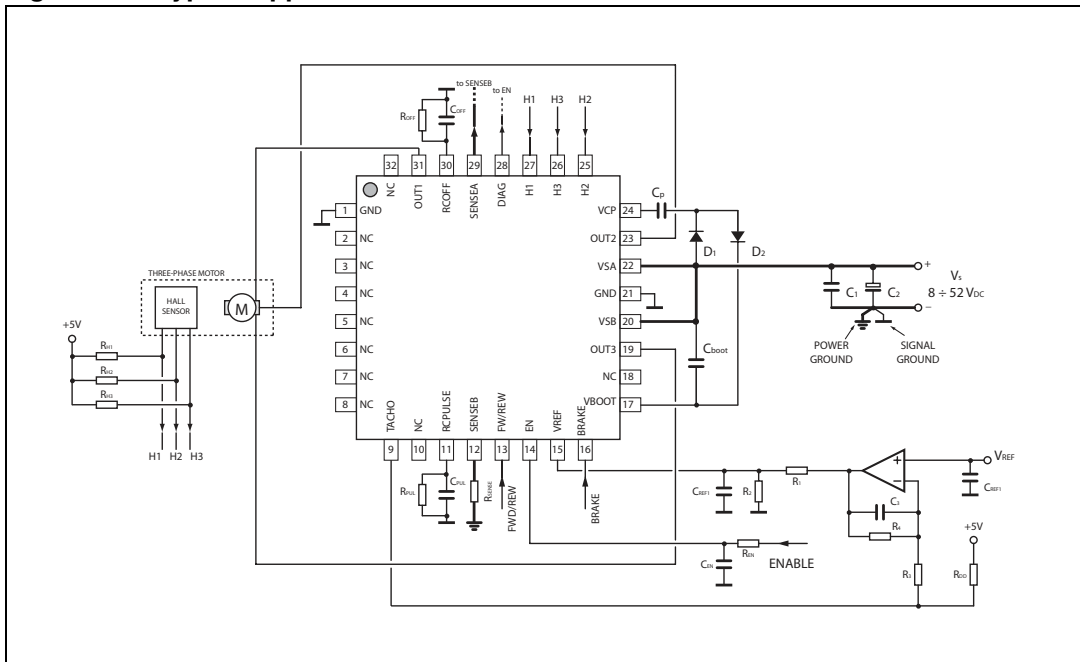 to SENSEB
to EN
H1
H3
H2
ROFF
COFF
32
31
30
29
28
27
26
25
NC
OUT1
RCOFF
SENSEA
DIAG
H1
H3
H2
1
GND
2
NC
3
NC
4
NC
5
NC
6
NC
7
NC
8
NC
VCP
24
OUT2
23
VSA
22
GND
21
VSB
20
OUT3
19
NC
18
VBOOT
17
TACHO
NC
RCPULSE
SENSEB
FW/REW
EN
VREF
BRAKE
9
10
11
12
13
14
15
16
Cp
D1
D2
Cboot
C1
C2
+
Vs
8 ÷ 52 VDC
−
POWER
GROUND
SIGNAL
GROUND
THREE-PHASE MOTOR
HALL
SENSOR
M
+5V
RH1
RH2
RH3
H1
H2
H3
RPUL
CPUL
RSENSE
FWD/REW
BRAKE
CREF1
R2
R1
+
−
VREF
CREF1
C3
R4
+5V
R3
RDD
CEN
REN
ENABLE